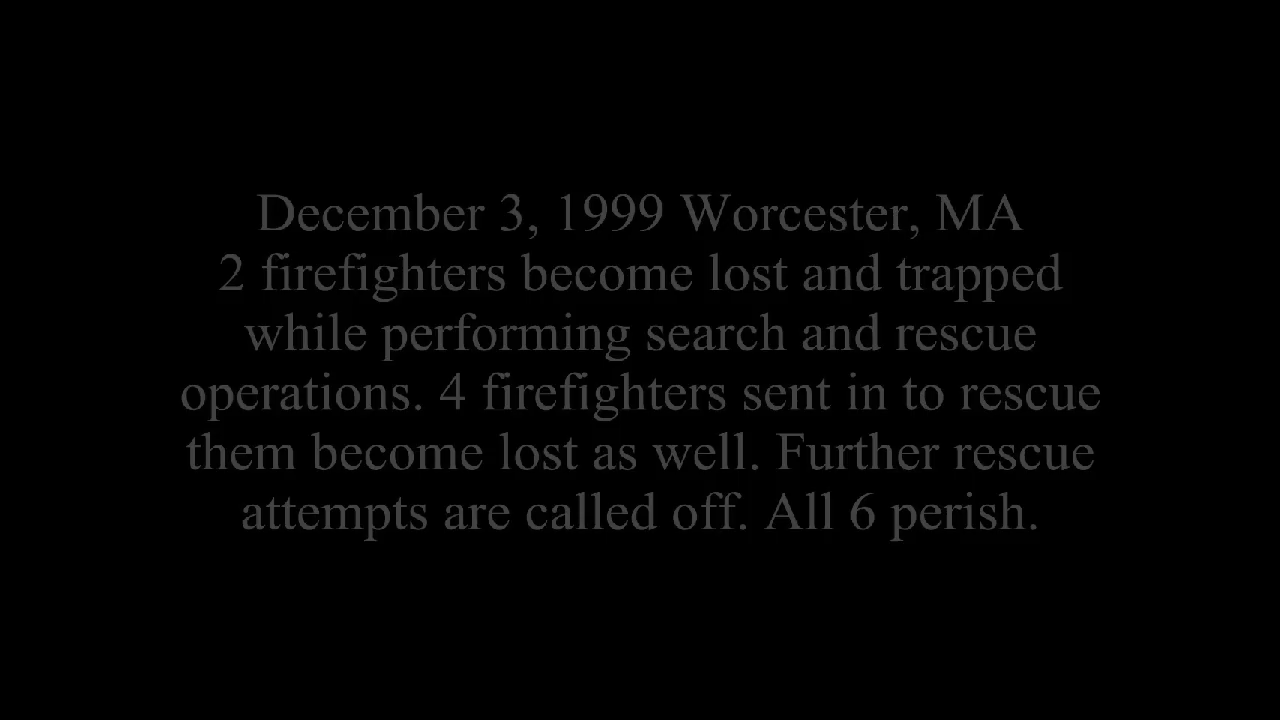 December 3, 1999 Worcester, MA
2 firefighters become lost and trapped
while performing search and rescue
operations. 4 firefighters sent in to rescue
them become lost as well. Further rescue
attempts are called off. All 6 perish.